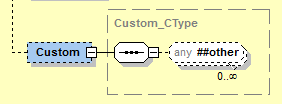 Custom_CType
Custom
any ##other
0..∞